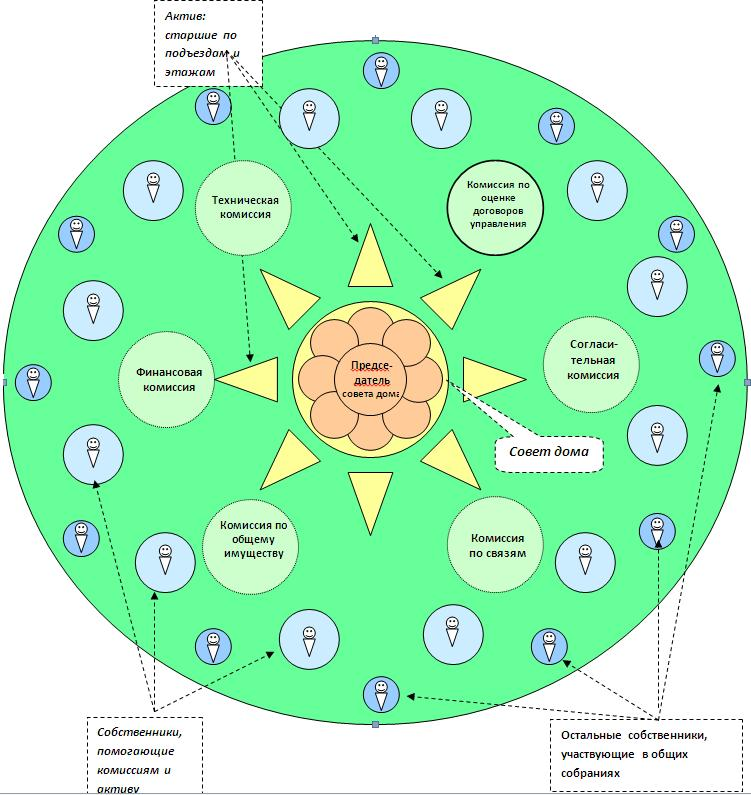 Актив:
старшие по
подъездам и
этажам
Техническая
комиссия
Комиссия по
оценке
договоров
управления
Финансовая
комиссия
Предсе-
датель
совета дома
Согласи-
тельная
комиссия
Совет дома
Комиссия по
общему
имуществу
Комиссия
по связям
Собственники,
помогающие
комиссиям и
активу
Остальные собственники,
участвующие в общих
собраниях